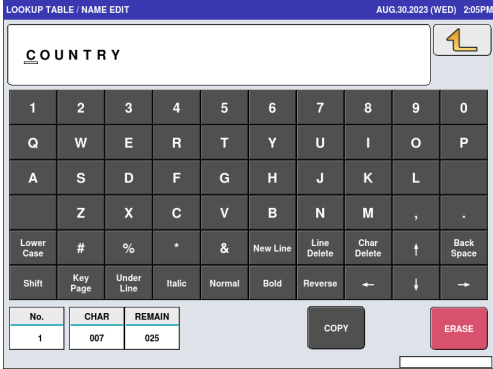 LOOKUP TABLE / NAME EDIT AUG.30.2023 (WED) 2:05PM
COUNTRY
1 2 3 4 5 6 7 8 9 0
Q W E R T Y U I O P
A S D F G H J K L
Z X C V B N M , .
Lower Case # % * & New Line Line Delete Char Delete ↑ Back Space
Shift Key Page Under Line Italic Normal Bold Reverse ← ↓ →
No. CHAR REMAIN
1 007 025
COPY ERASE